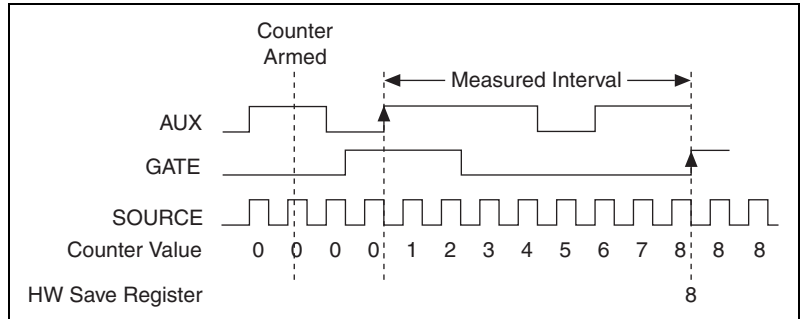 Counter
Armed
Measured Interval
AUX
GATE
SOURCE
Counter Value 0 0 0 0 1 2 3 4 5 6 7 8 8 8
HW Save Register 8